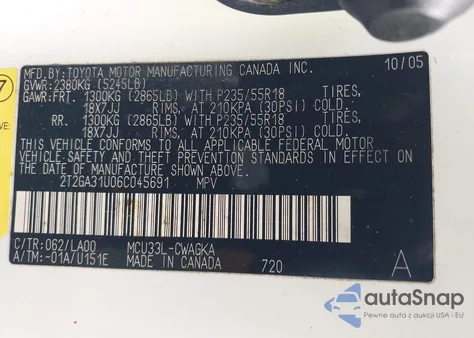 MFD.BY:TOYOTA MOTOR MANUFACTURING CANADA INC. 10/05
GVWR:2380KG (5245LB)
GAWR:FRT. 1300KG (2865LB) WITH P235/55R18 TIRES,
18X7JJ RIMS, AT 210KPA (30PSI) COLD.
RR. 1300KG (2865LB) WITH P235/55R18 TIRES,
18X7JJ RIMS, AT 210KPA (30PSI) COLD.
THIS VEHICLE CONFORMS TO ALL APPLICABLE FEDERAL MOTOR
VEHICLE SAFETY AND THEFT PREVENTION STANDARDS IN EFFECT ON
THE DATE OF MANUFACTURE SHOWN ABOVE.
2T2GA31U06C045691 MPV
C/TR:062/LA00 MCU33L-CWAGKA
A/TM:-01A/U151E MADE IN CANADA 720 A
7
VE:
autoSnap
Pewne auta z USA i EU